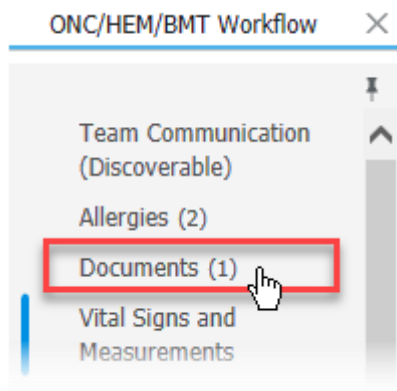 ONC/HEM/BMT Workflow
Team Communication
(Discoverable)
Allergies (2)
Documents (1)
Vital Signs and
Measurements